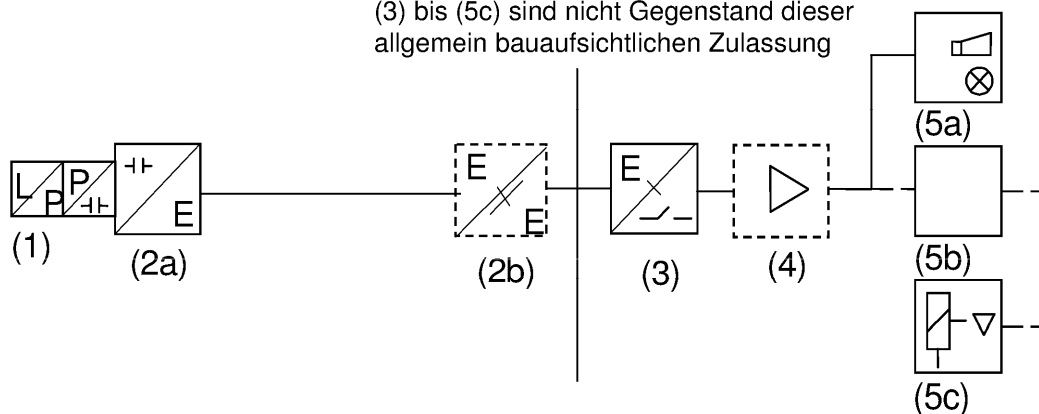 (3) bis (5c) sind nicht Gegenstand dieser
allgemein bauaufsichtlichen Zulassung
L
P
P
E
E
E
E
(1)
(2a)
(2b)
(3)
(4)
(5a)
(5b)
(5c)